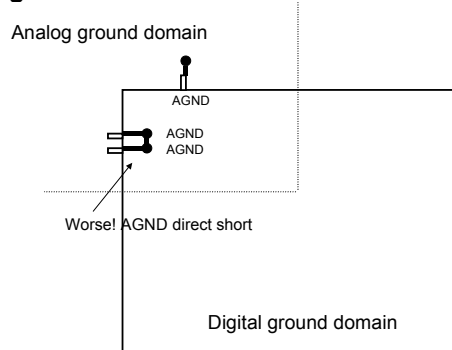 Analog ground domain
AGND
AGND
AGND
Worse! AGND direct short
Digital ground domain